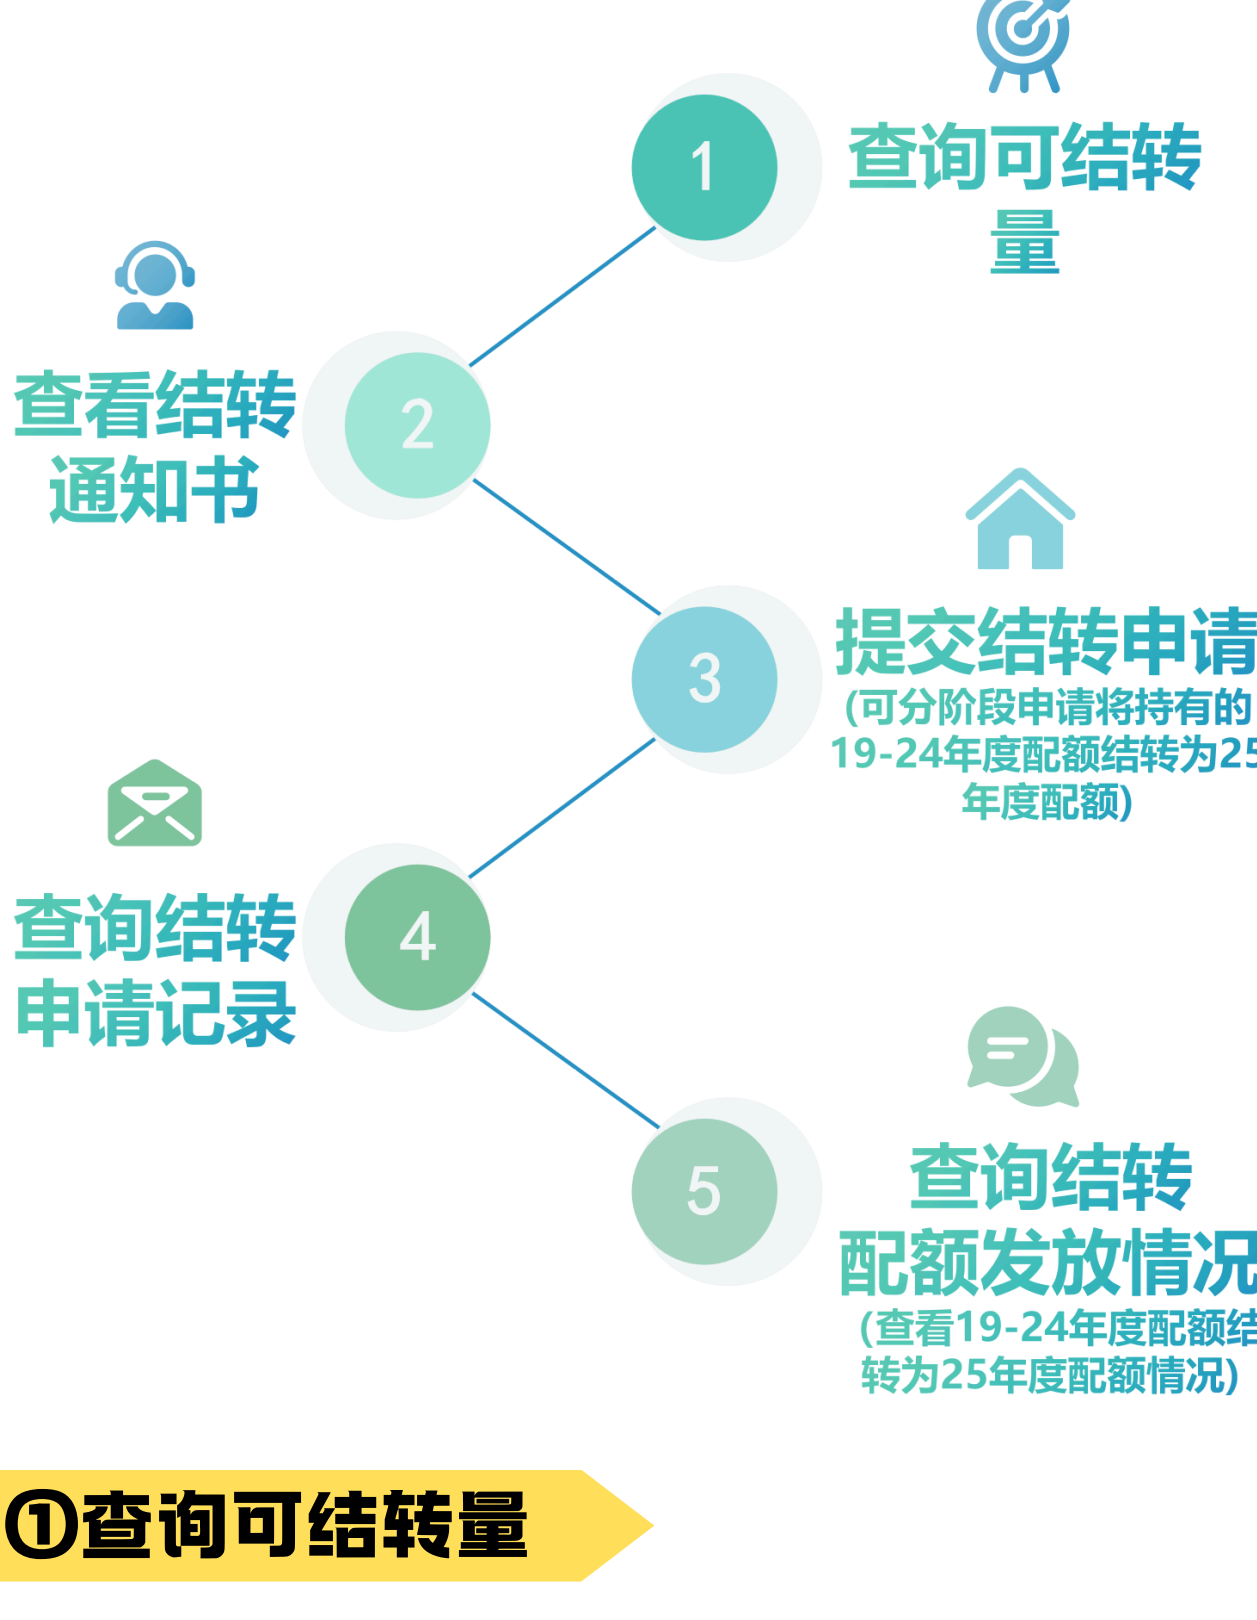 1
查询可结转
量
2
查看结转
通知书
3
提交结转申请
(可分阶段申请将持有的
19-24年度配额结转为25
年度配额)
4
查询结转
申请记录
5
查询结转
配额发放情况
(查看19-24年度配额结
转为25年度配额情况)
①查询可结转量